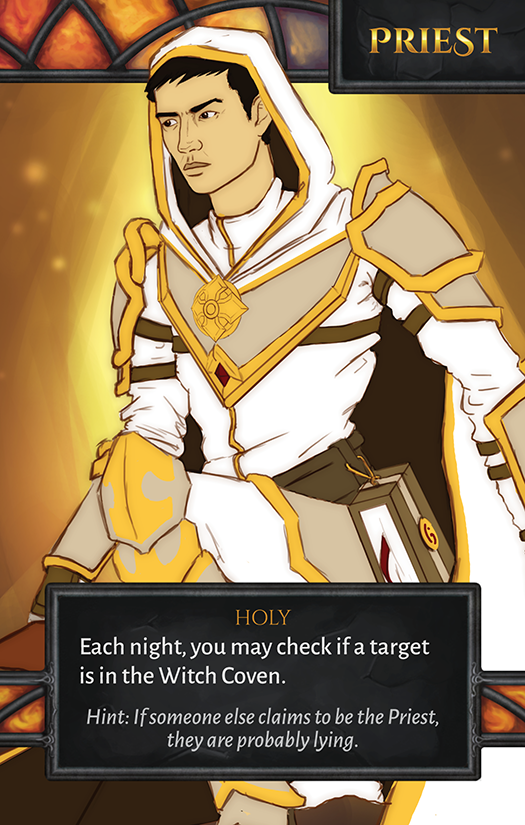 PRIEST
HOLY
Each night, you may check if a target
is in the Witch Coven.
Hint: If someone else claims to be the Priest,
they are probably lying.